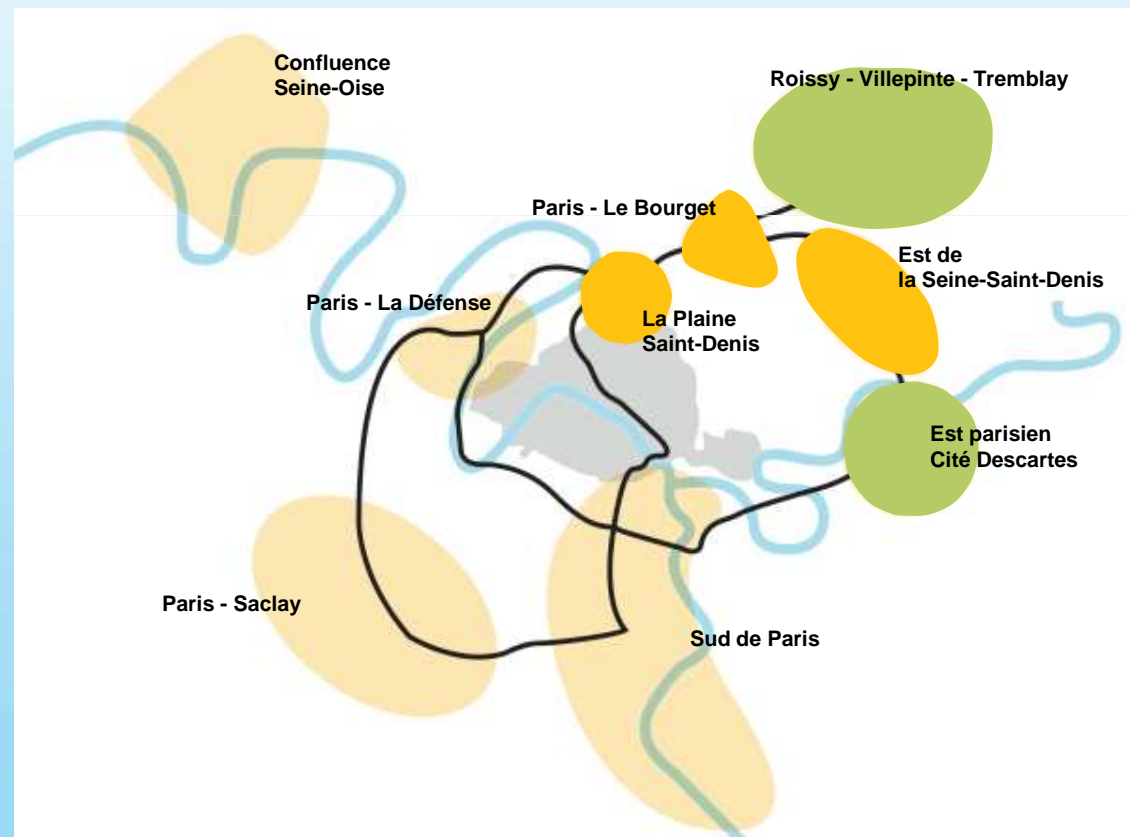 Confluence
Seine-Oise
Roissy - Villepinte - Tremblay
Paris - Le Bourget
Est de
la Seine-Saint-Denis
Paris - La Défense
La Plaine
Saint-Denis
Est parisien
Cité Descartes
Paris - Saclay
Sud de Paris